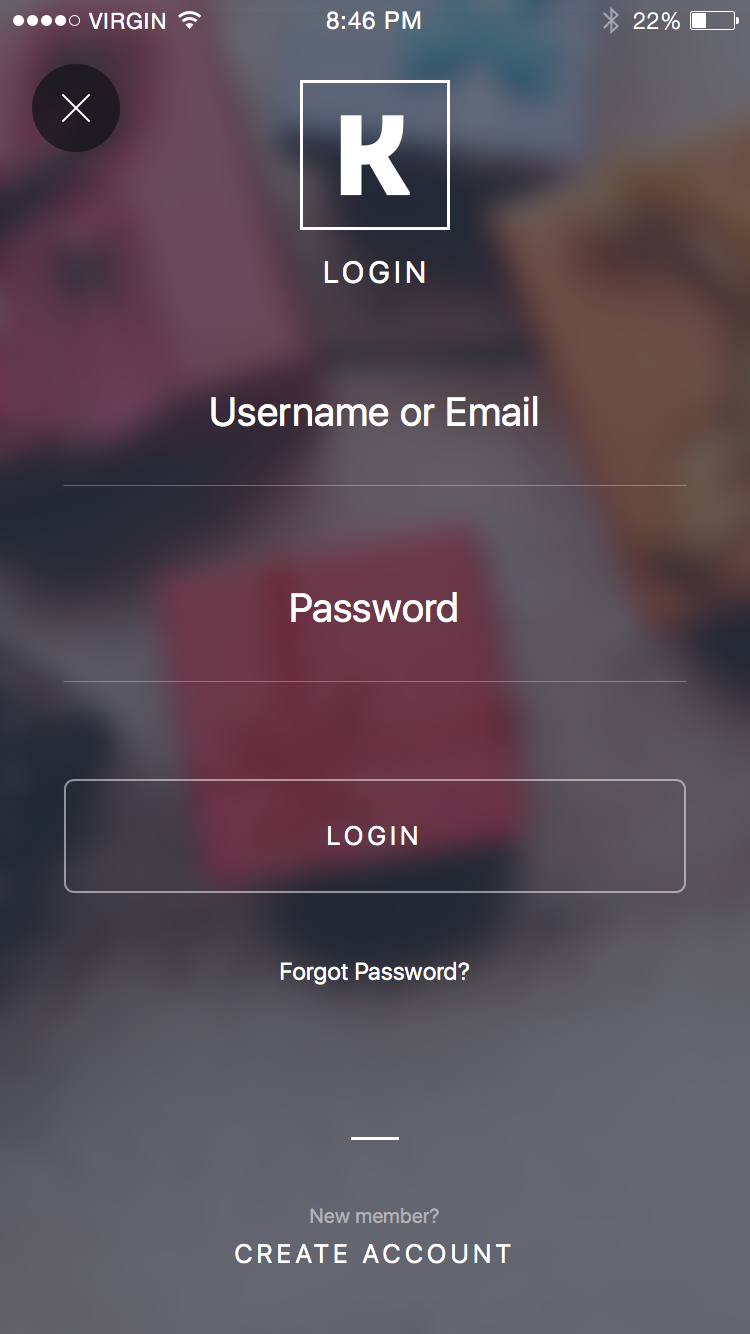 VIRGIN 8:46 PM 22%
K
LOGIN
Username or Email
Password
LOGIN
Forgot Password?
New member?
CREATE ACCOUNT